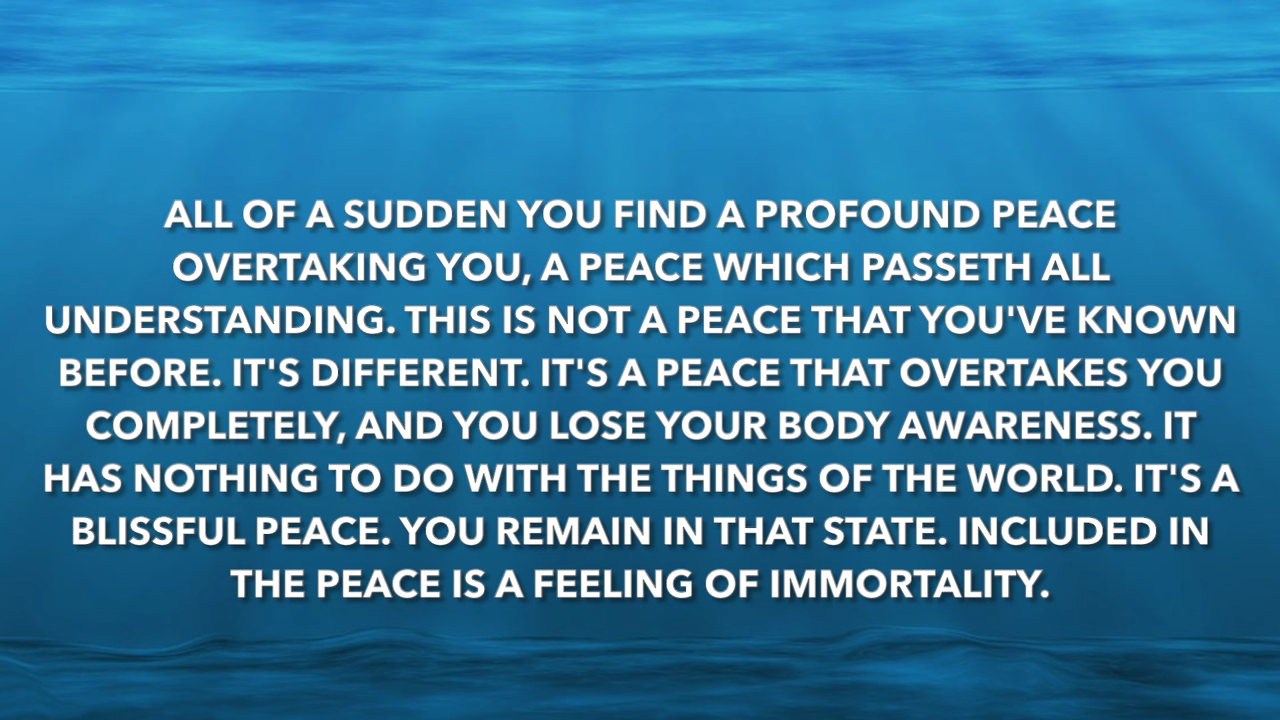 ALL OF A SUDDEN YOU FIND A PROFOUND PEACE
OVERTAKING YOU, A PEACE WHICH PASSETH ALL
UNDERSTANDING. THIS IS NOT A PEACE THAT YOU'VE KNOWN
BEFORE. IT'S DIFFERENT. IT'S A PEACE THAT OVERTAKES YOU
COMPLETELY, AND YOU LOSE YOUR BODY AWARENESS. IT
HAS NOTHING TO DO WITH THE THINGS OF THE WORLD. IT'S A
BLISSFUL PEACE. YOU REMAIN IN THAT STATE. INCLUDED IN
THE PEACE IS A FEELING OF IMMORTALITY.